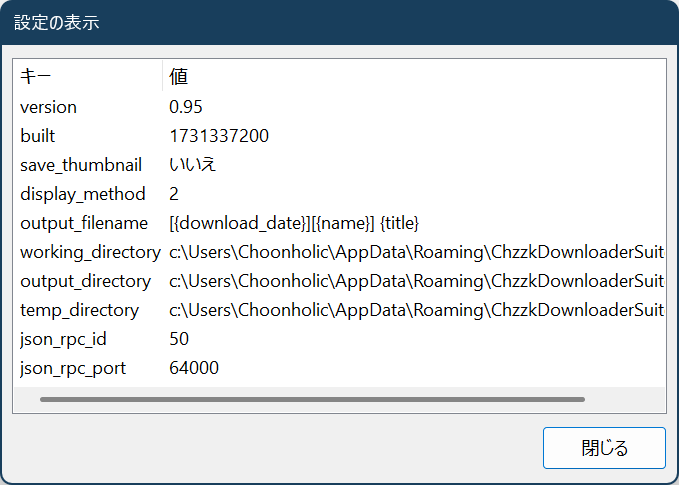 設定の表示
キー 値
version 0.95
built 1731337200
save_thumbnail いいえ
display_method 2
output_filename [{download_date}][{name}] {title}
working_directory c:\Users\Choonholic\AppData\Roaming\ChzzkDownloaderSuit
output_directory c:\Users\Choonholic\AppData\Roaming\ChzzkDownloaderSuit
temp_directory c:\Users\Choonholic\AppData\Roaming\ChzzkDownloaderSuit
json_rpc_id 50
json_rpc_port 64000
閉じる